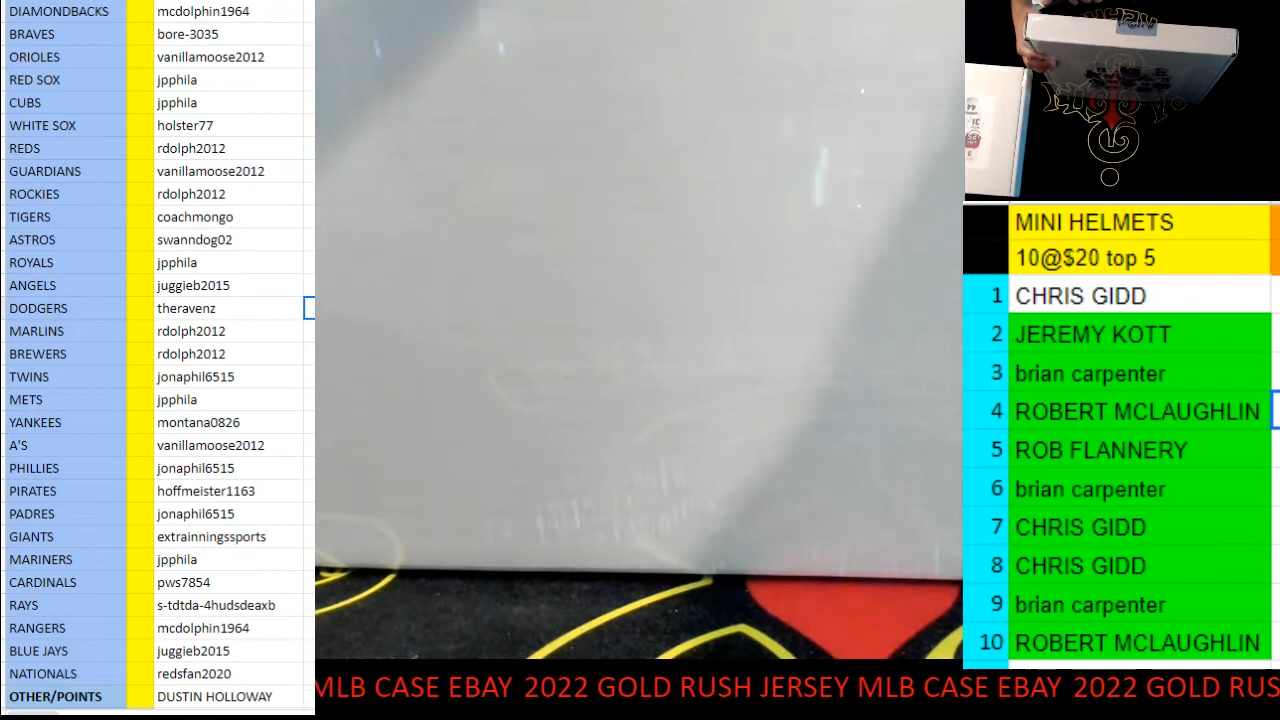 DIAMONDBACKS mcdolphin1964
BRAVES bore-3035
ORIOLES vanillamoose2012
RED SOX jpphila
CUBS jpphila
WHITE SOX holster77
REDS rdolph2012
GUARDIANS vanillamoose2012
ROCKIES rdolph2012
TIGERS coachmongo
ASTROS swanndog02
ROYALS jpphila
ANGELS juggieb2015
DODGERS theravenz
MARLINS rdolph2012
BREWERS rdolph2012
TWINS jonaphil6515
METS jpphila
YANKEES montana0826
A'S vanillamoose2012
PHILLIES jonaphil6515
PIRATES hoffmeister1163
PADRES jonaphil6515
GIANTS extrainningssports
MARINERS jpphila
CARDINALS pws7854
RAYS s-tdtda-4hudsdeaxb
RANGERS mcdolphin1964
BLUE JAYS juggieb2015
NATIONALS redsfan2020
OTHER/POINTS DUSTIN HOLLOWAY
MINI HELMETS
10@$20 top 5
1 CHRIS GIDD
2 JEREMY KOTT
3 brian carpenter
4 ROBERT MCLAUGHLIN
5 ROB FLANNERY
6 brian carpenter
7 CHRIS GIDD
8 CHRIS GIDD
9 brian carpenter
10 ROBERT MCLAUGHLIN
MLB CASE EBAY 2022 GOLD RUSH JERSEY MLB CASE EBAY 2022 GOLD RUS